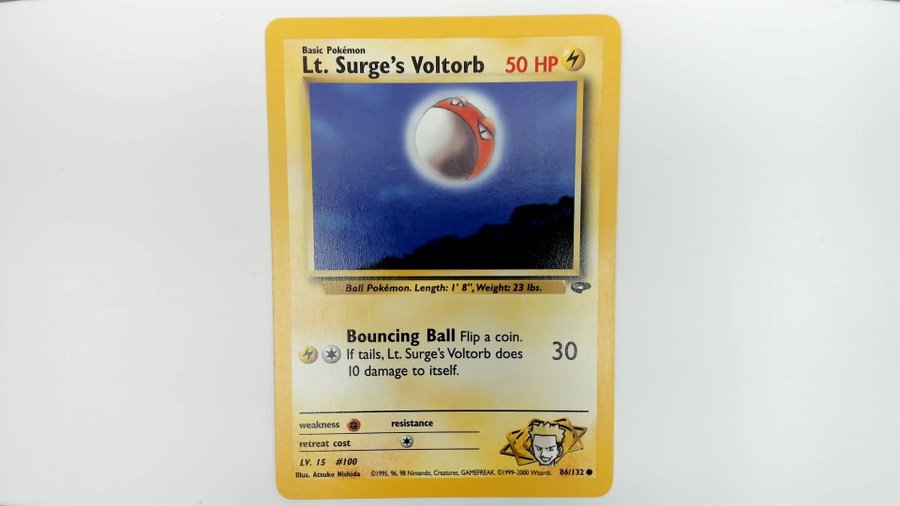 Basic Pokémon
Lt. Surge's Voltorb 50 HP
Ball Pokémon. Length: 1' 8", Weight: 23 lbs.
Bouncing Ball Flip a coin.
If tails, Lt. Surge's Voltorb does 30
10 damage to itself.
weakness resistance
retreat cost
LV. 15 #100
Illus. Atsuko Nishida ©1995, 96, 98 Nintendo, Creatures, GAMEFREAK. ©1999-2000 Wizards. 86/132